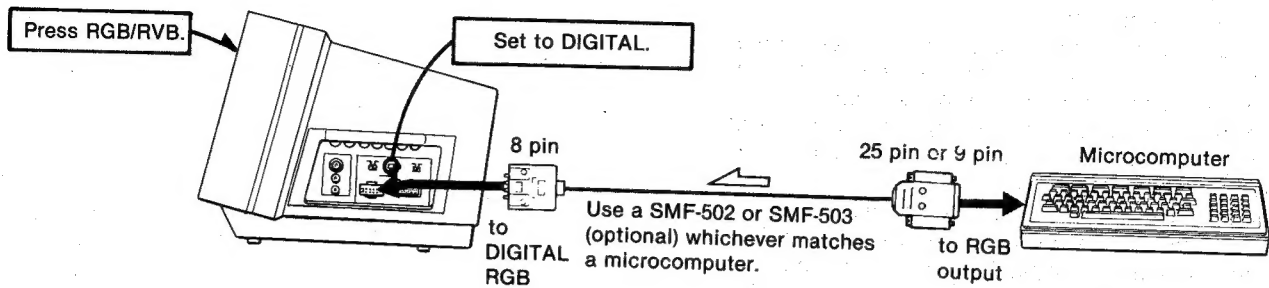 Press RGB/RVB.
Set to DIGITAL.
8 pin
to
DIGITAL
RGB
Use a SMF-502 or SMF-503
(optional) whichever matches
a microcomputer.
25 pin or 9 pin
to RGB
output
Microcomputer